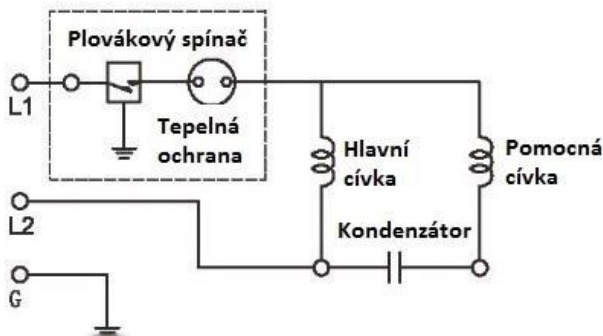 Plovákový spínač
L1
Tepelná
ochrana
Hlavní
cívka
Pomocná
cívka
L2
Kondenzátor
G